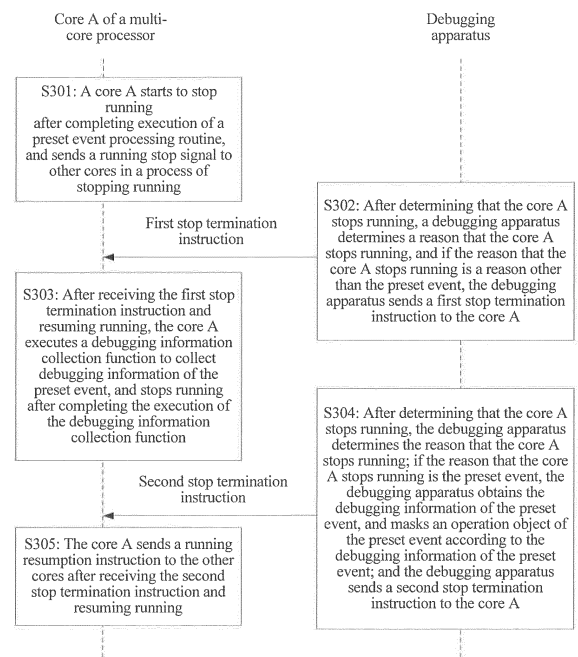 Core A of a multi-
core processor
Debugging
apparatus
S301: A core A starts to stop
running
after completing execution of a
preset event processing routine,
and sends a running stop signal to
other cores in a process of
stopping running
S302: After determining that the core A
stops running, a debugging apparatus
determines a reason that the core A
stops running, and if the reason that the
core A stops running is a reason other
than the preset event, the debugging
apparatus sends a first stop termination
instruction to the core A
First stop termination
instruction
S303: After receiving the first stop
termination instruction and
resuming running, the core A
executes a debugging information
collection function to collect
debugging information of the
preset event, and stops running
after completing the execution of
the debugging information
collection function
S304: After determining that the core A
stops running, the debugging apparatus
determines the reason that the core A
stops running; if the reason that the core
A stops running is the preset event, the
debugging apparatus obtains the
debugging information of the preset
event, and masks an operation object of
the preset event according to the
debugging information of the preset
event; and the debugging apparatus
sends a second stop termination
instruction to the core A
Second stop termination
instruction
S305: The core A sends a running
resumption instruction to the other
cores after receiving the second
stop termination instruction and
resuming running